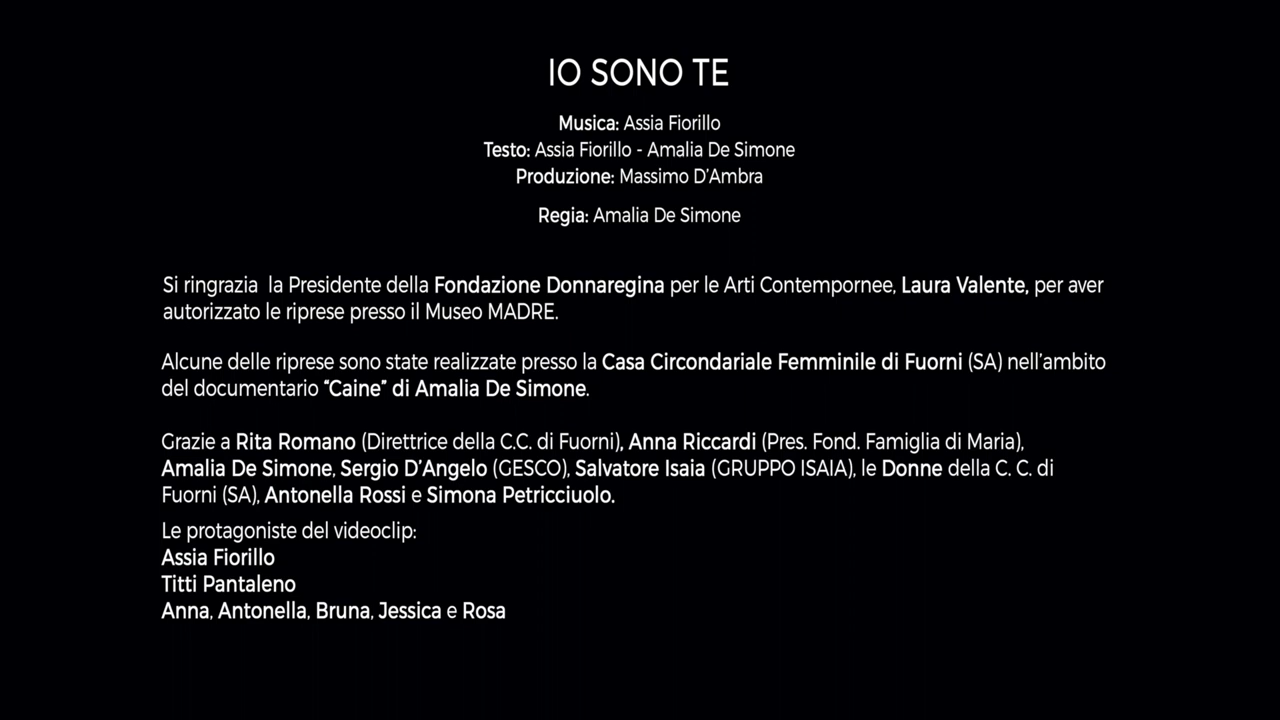 IO SONO TE
Musica: Assia Fiorillo
Testo: Assia Fiorillo - Amalia De Simone
Produzione: Massimo D'Ambra
Regia: Amalia De Simone
Si ringrazia  la Presidente della Fondazione Donnaregina per le Arti Contempornee, Laura Valente, per aver
autorizzato le riprese presso il Museo MADRE.
Alcune delle riprese sono state realizzate presso la Casa Circondariale Femminile di Fuorni (SA) nell'ambito
del documentario "Caine" di Amalia De Simone.
Grazie a Rita Romano (Direttrice della C.C. di Fuorni), Anna Riccardi (Pres. Fond. Famiglia di Maria),
Amalia De Simone, Sergio D'Angelo (GESCO), Salvatore Isaia (GRUPPO ISAIA), le Donne della C. C. di
Fuorni (SA), Antonella Rossi e Simona Petricciuolo.
Le protagoniste del videoclip:
Assia Fiorillo
Titti Pantaleno
Anna, Antonella, Bruna, Jessica e Rosa